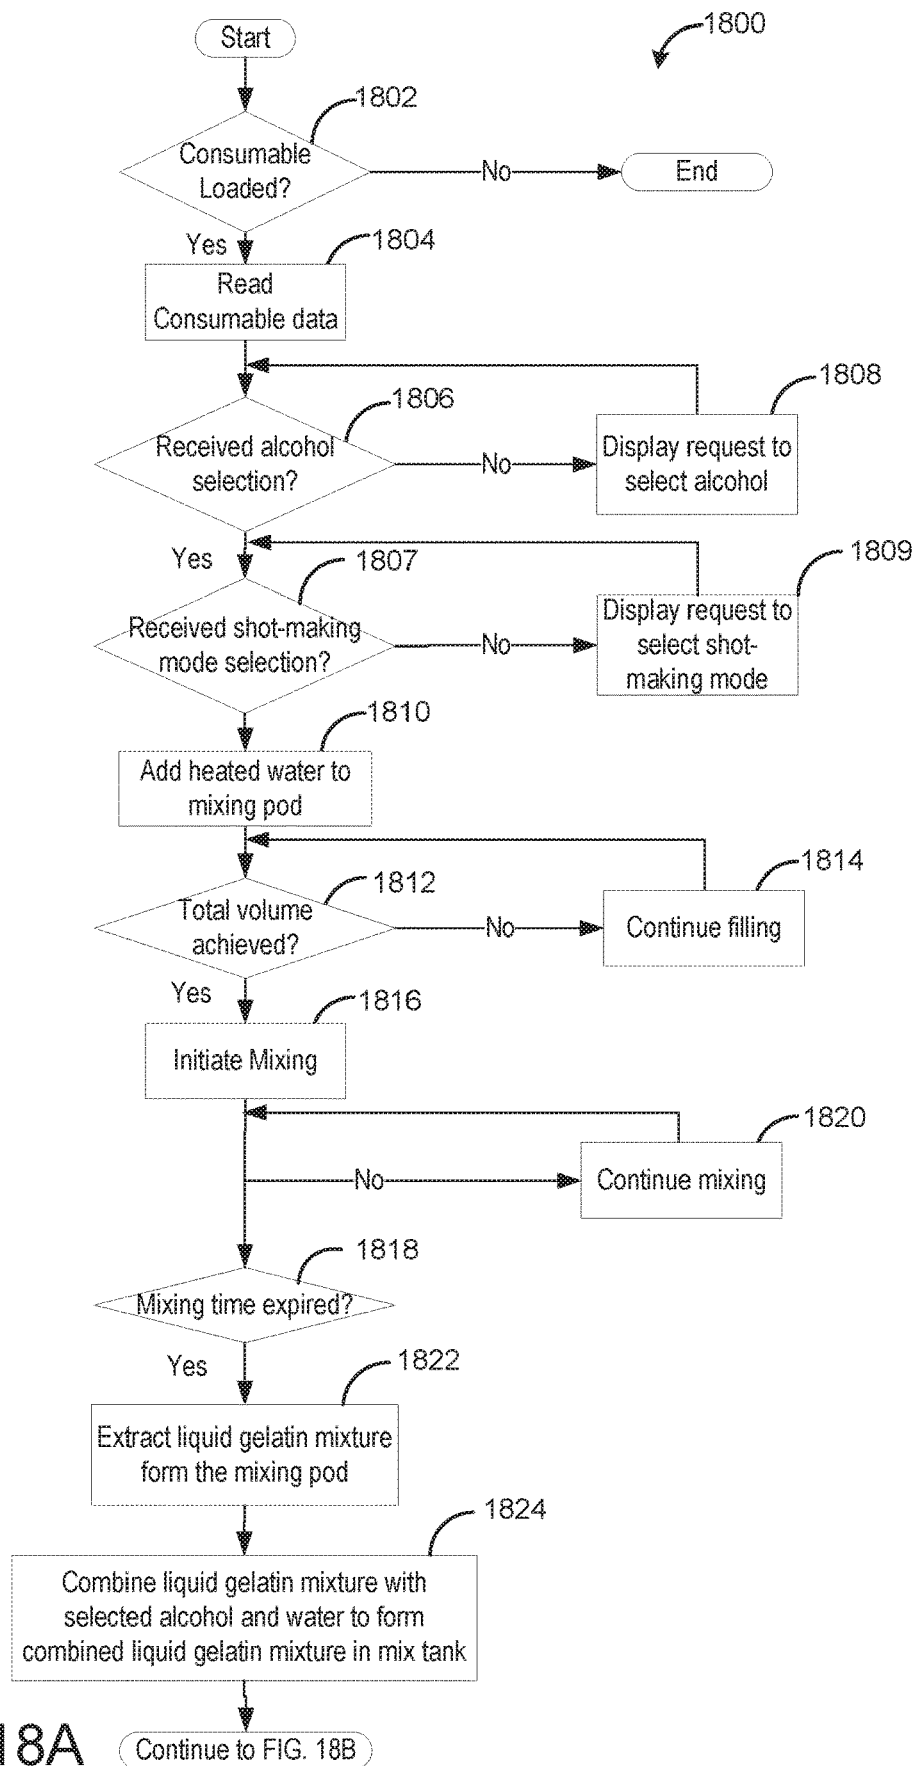 1800
Start
1802
Consumable
Loaded?
No
End
Yes
1804
Read
Consumable data
1806
Received alcohol
selection?
No
1808
Display request to
select alcohol
Yes
1807
Received shot-making
mode selection?
No
1809
Display request to
select shot-
making mode
1810
Add heated water to
mixing pod
1812
Total volume
achieved?
No
1814
Continue filling
Yes
1816
Initiate Mixing
1820
No
Continue mixing
1818
Mixing time expired?
Yes
1822
Extract liquid gelatin mixture
form the mixing pod
1824
Combine liquid gelatin mixture with
selected alcohol and water to form
combined liquid gelatin mixture in mix tank
18A
Continue to FIG. 18B